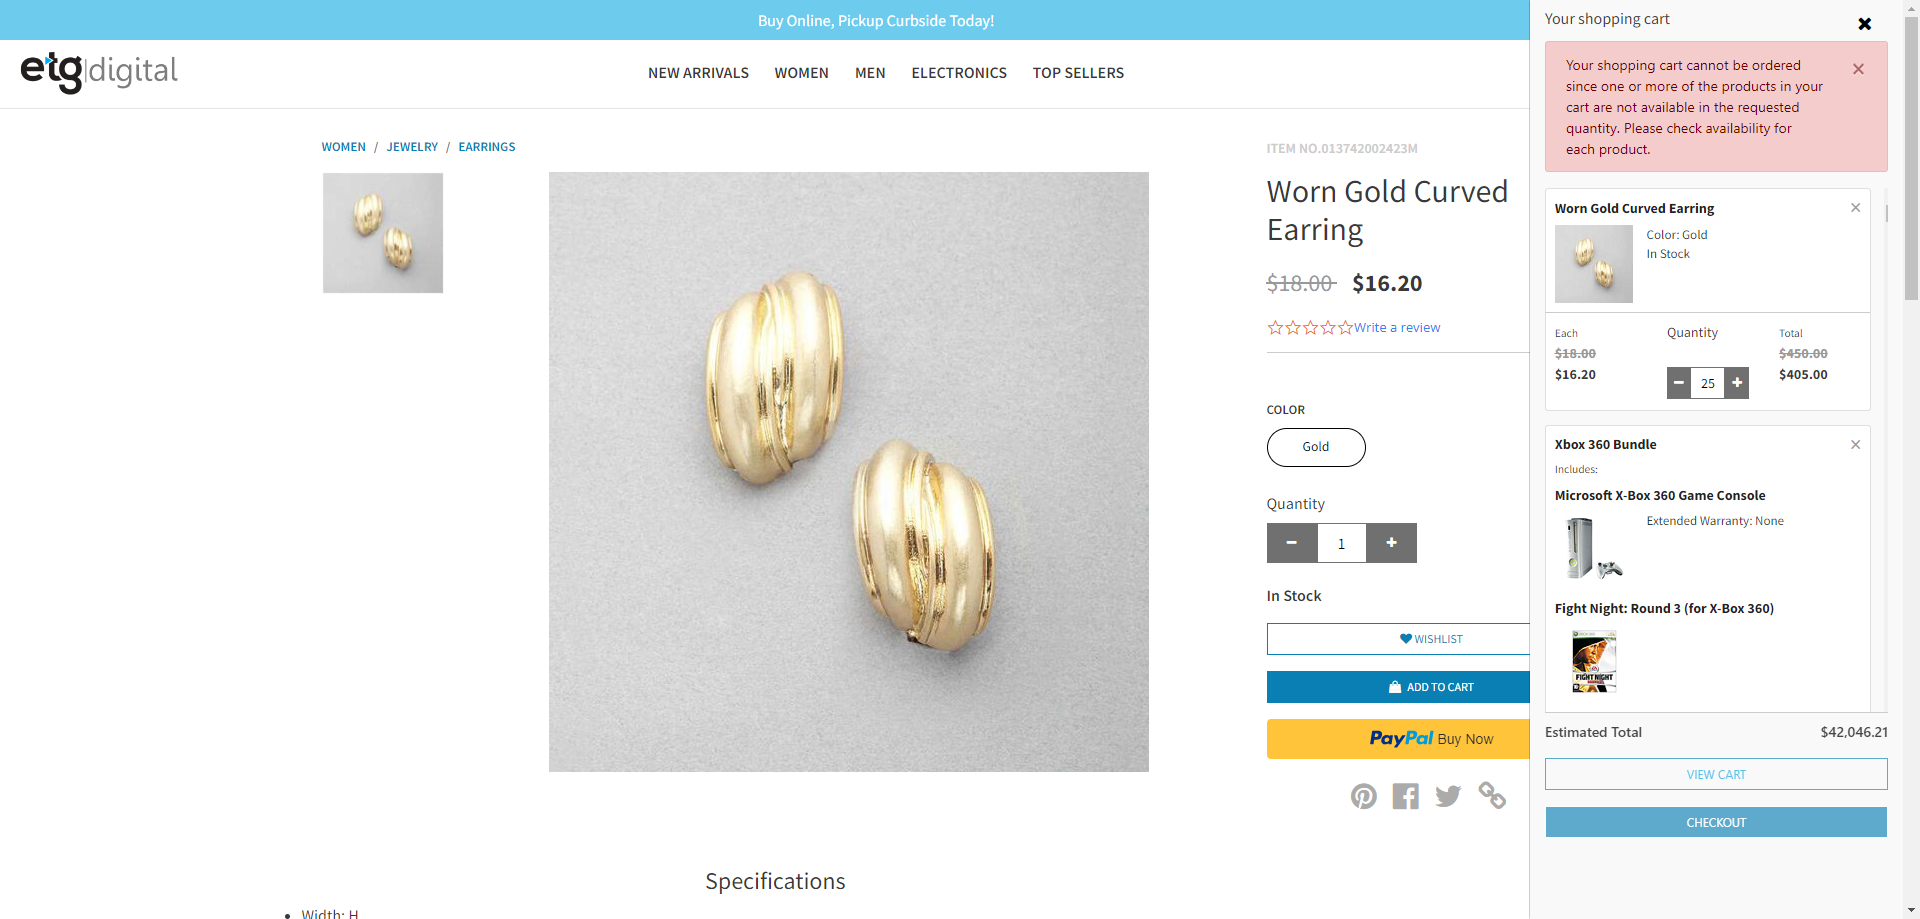 Buy Online, Pickup Curbside Today!
etg|digital
NEW ARRIVALS WOMEN MEN ELECTRONICS TOP SELLERS
WOMEN / JEWELRY / EARRINGS
ITEM NO.013742002423M
Worn Gold Curved
Earring
$18.00 $16.20
Write a review
COLOR
Gold
Quantity
− 1 +
In Stock
WISHLIST
ADD TO CART
PayPal Buy Now
Specifications
• Width: H
Your shopping cart
Your shopping cart cannot be ordered
since one or more of the products in your
cart are not available in the requested
quantity. Please check availability for
each product.
Worn Gold Curved Earring
Color: Gold
In Stock
Each Quantity Total
$18.00 $450.00
$16.20 − 25 + $405.00
Xbox 360 Bundle
Includes:
Microsoft X-Box 360 Game Console
Extended Warranty: None
Fight Night: Round 3 (for X-Box 360)
FIGHT NIGHT
Estimated Total $42,046.21
VIEW CART
CHECKOUT